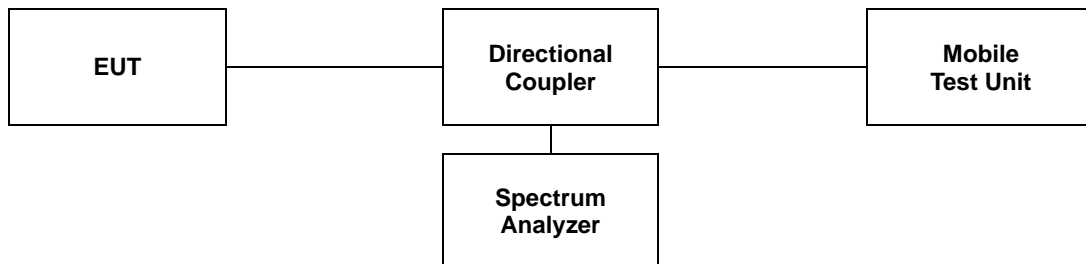 EUT
Directional
Coupler
Mobile
Test Unit
Spectrum
Analyzer